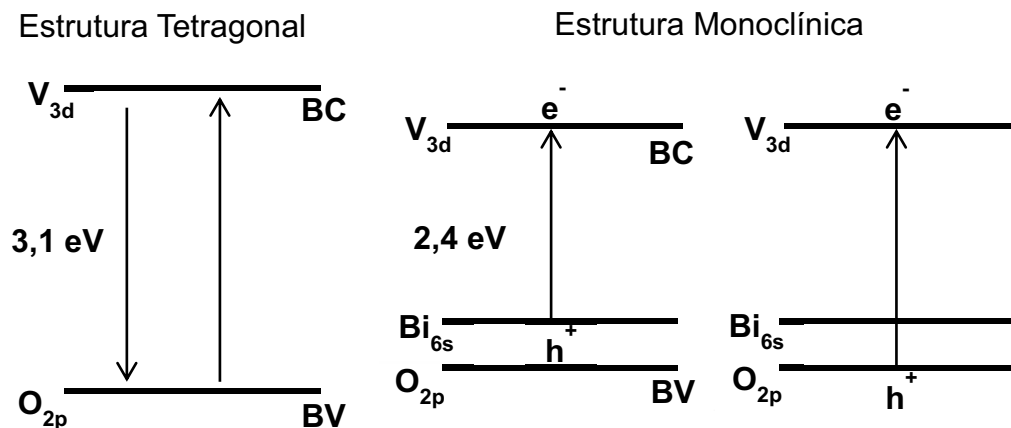 Estrutura Tetragonal
V3d
BC
3,1 eV
O2p
BV
Estrutura Monoclínica
e-
V3d
BC
2,4 eV
Bi6s
h+
O2p
BV
e-
V3d
Bi6s
O2p
h+